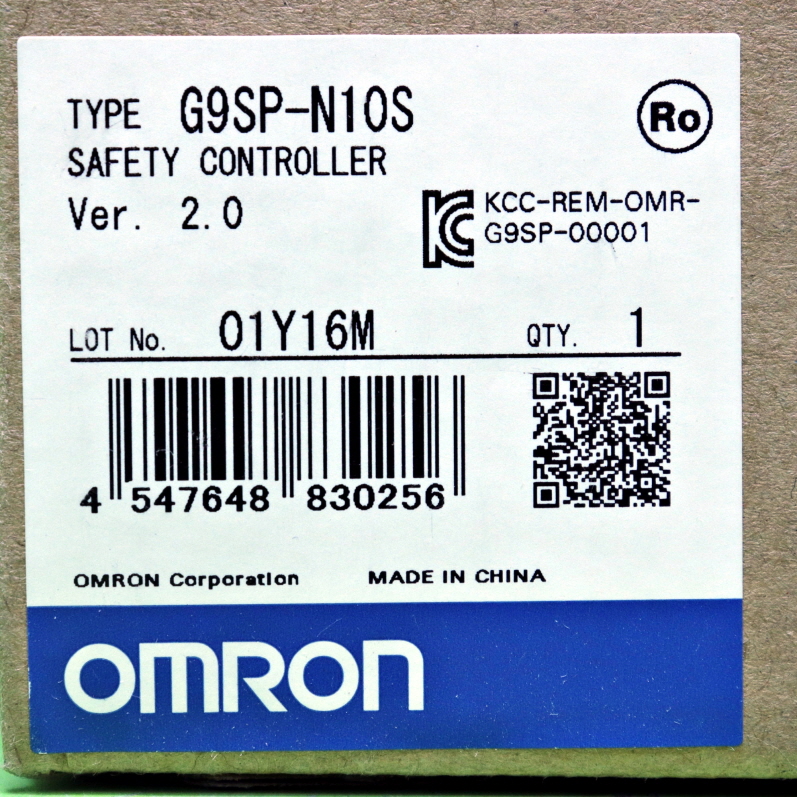 TYPE G9SP-N10S
Ro
SAFETY CONTROLLER
Ver. 2.0
KCC-REM-OMR-
G9SP-00001
LOT No. 01Y16M QTY. 1
4 547648 830256
OMRON Corporation MADE IN CHINA
OMRON